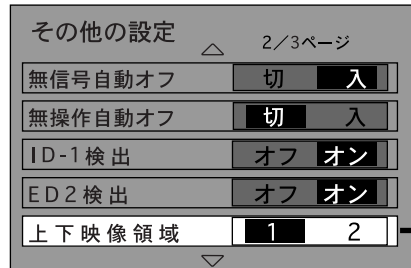 その他の設定 2／3ページ
無信号自動オフ 切 入
無操作自動オフ 切 入
ID-1検出 オフ オン
ED2検出 オフ オン
上下映像領域 1 2